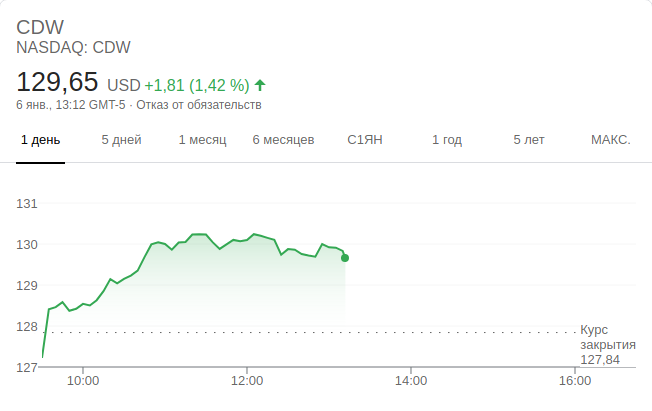 CDW
NASDAQ: CDW
129,65 USD +1,81 (1,42 %)
6 янв., 13:12 GMT-5 · Отказ от обязательств
1 день 5 дней 1 месяц 6 месяцев С1ЯН 1 год 5 лет МАКС.
131
130
129
128
Курс
закрытия
127,84
127
10:00 12:00 14:00 16:00